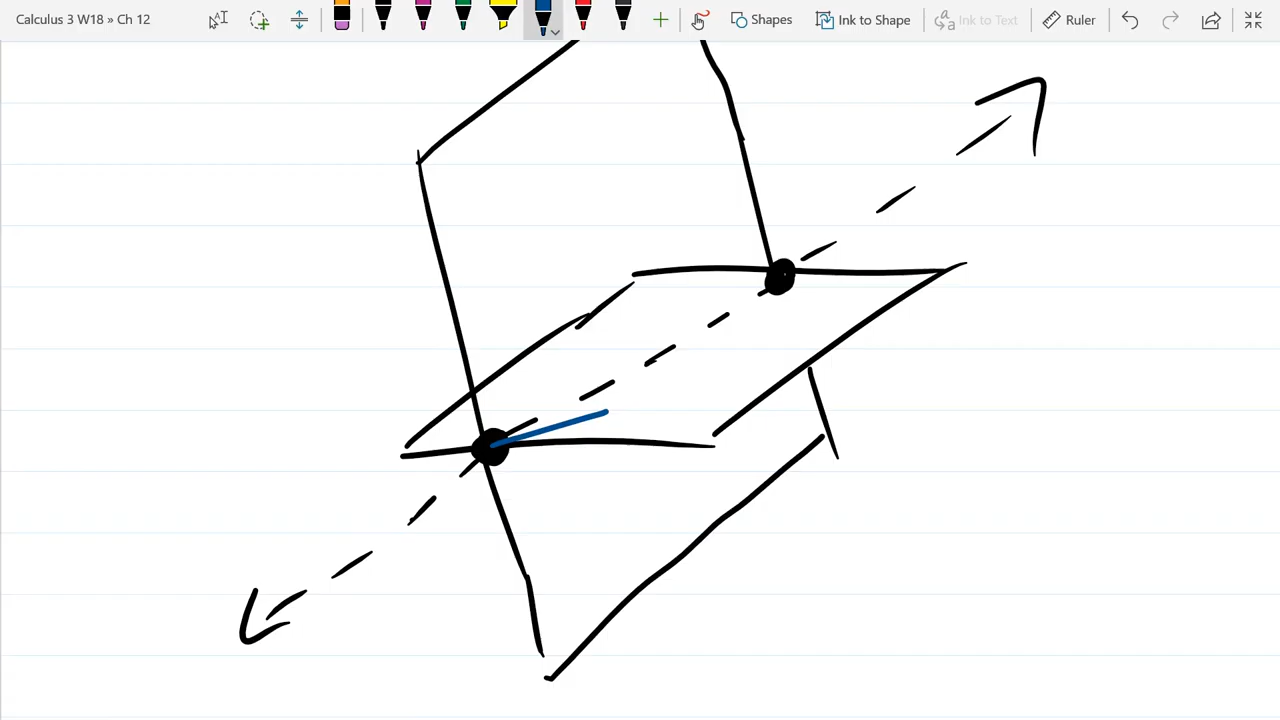 Calculus 3 W18 » Ch 12
Shapes
Ink to Shape
Ink to Text
Ruler